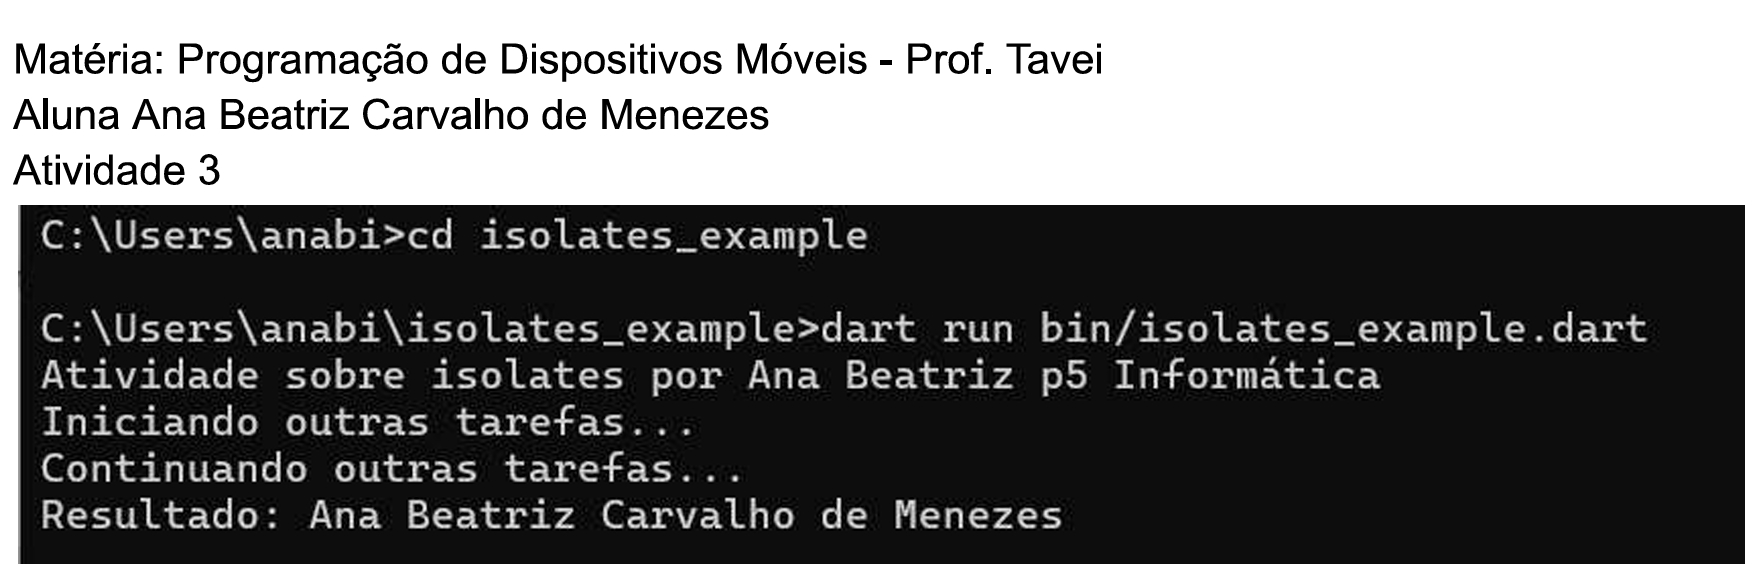 Matéria: Programação de Dispositivos Móveis - Prof. Tavei
Aluna Ana Beatriz Carvalho de Menezes
Atividade 3
C:\Users\anabi>cd isolates_example
C:\Users\anabi\isolates_example>dart run bin/isolates_example.dart
Atividade sobre isolates por Ana Beatriz p5 Informática
Iniciando outras tarefas...
Continuando outras tarefas...
Resultado: Ana Beatriz Carvalho de Menezes